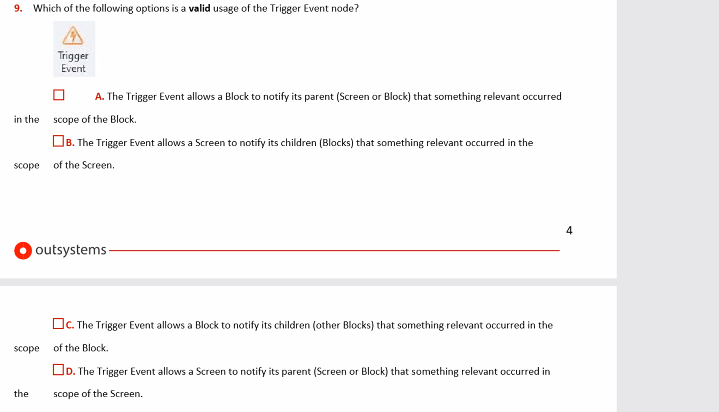 9. Which of the following options is a valid usage of the Trigger Event node?
Trigger
Event
A. The Trigger Event allows a Block to notify its parent (Screen or Block) that something relevant occurred
in the scope of the Block.
B. The Trigger Event allows a Screen to notify its children (Blocks) that something relevant occurred in the
scope of the Screen.
4
outsystems
C. The Trigger Event allows a Block to notify its children (other Blocks) that something relevant occurred in the
scope of the Block.
D. The Trigger Event allows a Screen to notify its parent (Screen or Block) that something relevant occurred in
the scope of the Screen.